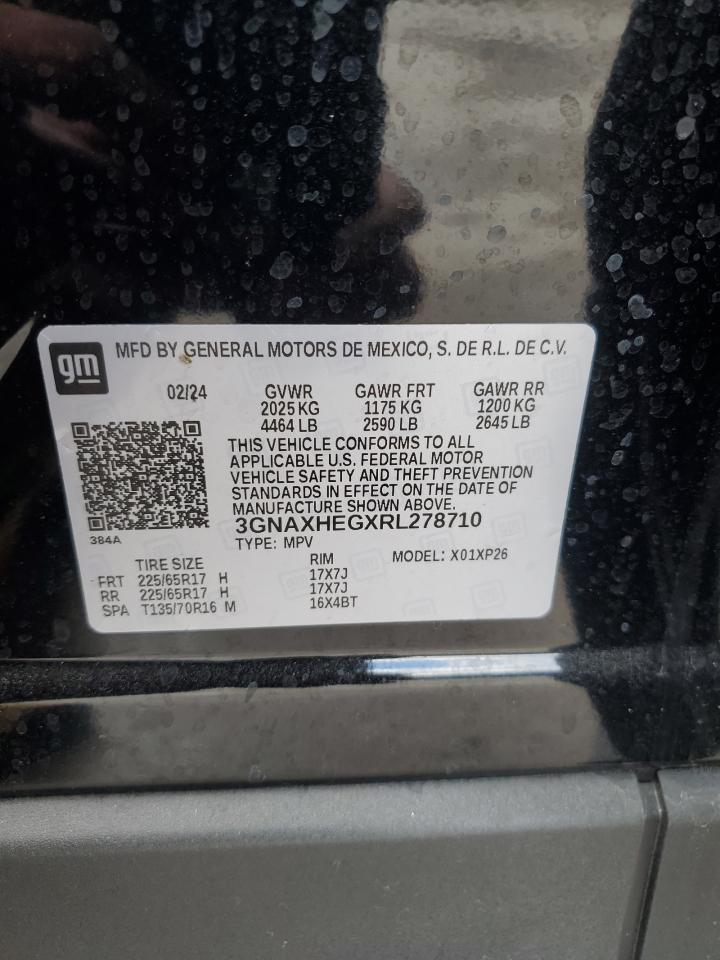 gm
MFD BY GENERAL MOTORS DE MEXICO, S. DE R.L. DE C.V.
02/24 GVWR GAWR FRT GAWR RR
2025 KG 1175 KG 1200 KG
4464 LB 2590 LB 2645 LB
THIS VEHICLE CONFORMS TO ALL
APPLICABLE U.S. FEDERAL MOTOR
VEHICLE SAFETY AND THEFT PREVENTION
STANDARDS IN EFFECT ON THE DATE OF
MANUFACTURE SHOWN ABOVE.
3GNAXHEGXRL278710
384A
TYPE: MPV
TIRE SIZE RIM MODEL: X01XP26
FRT 225/65R17 H 17X7J
RR 225/65R17 H 17X7J
SPA T135/70R16 M 16X4BT